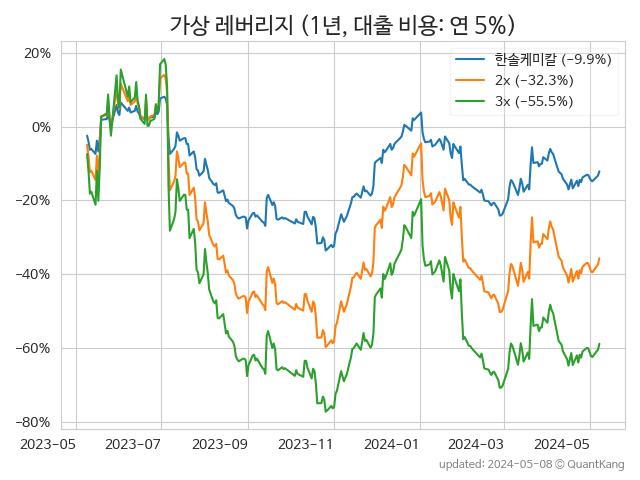 가상 레버리지 (1년, 대출 비용: 연 5%)
한솔케미칼 (−9.9%)
2x (−32.3%)
3x (−55.5%)
20%
0%
−20%
−40%
−60%
−80%
2023-05 2023-07 2023-09 2023-11 2024-01 2024-03 2024-05
updated: 2024-05-08 © QuantKang